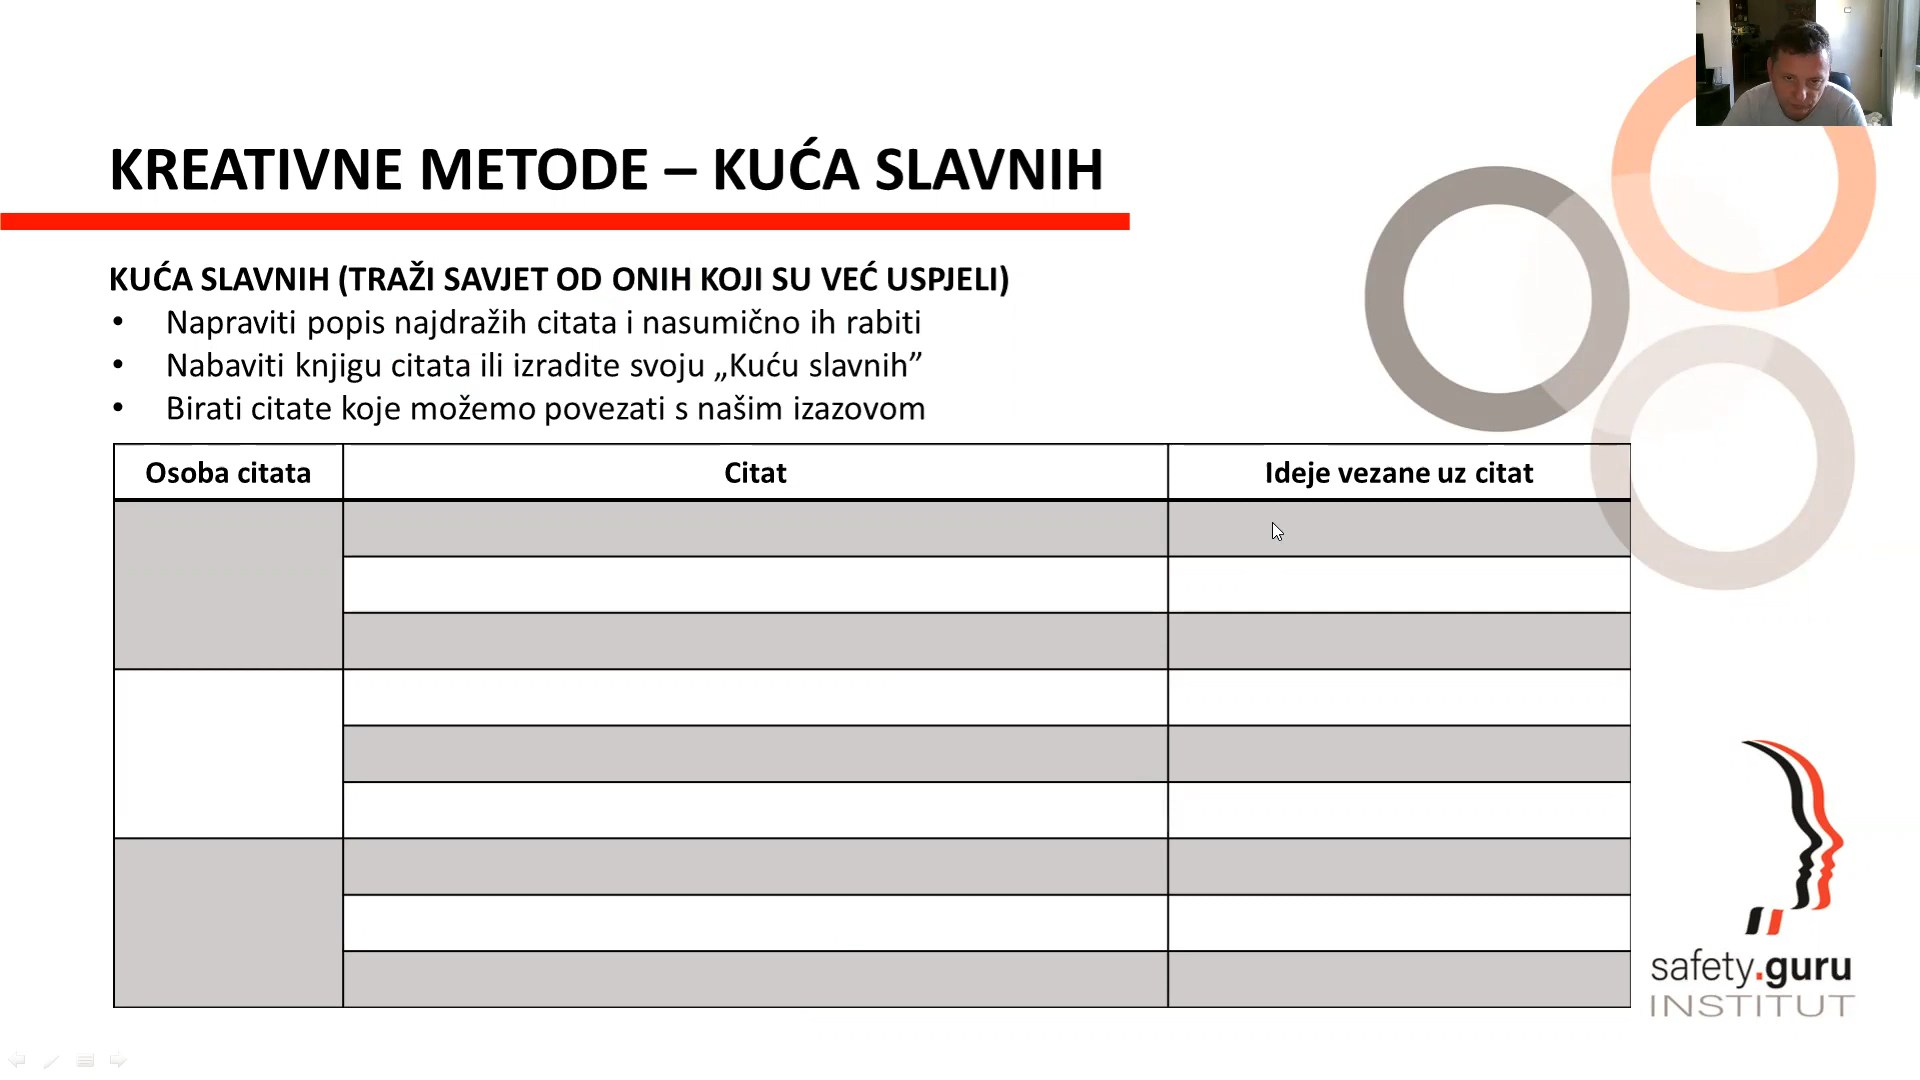 KREATIVNE METODE – KUĆA SLAVNIH
KUĆA SLAVNIH (TRAŽI SAVJET OD ONIH KOJI SU VEĆ USPJELI)
• Napraviti popis najdražih citata i nasumično ih rabiti
• Nabaviti knjigu citata ili izradite svoju „Kuću slavnih”
• Birati citate koje možemo povezati s našim izazovom
Osoba citata
Citat
Ideje vezane uz citat
safety.guru
INSTITUT